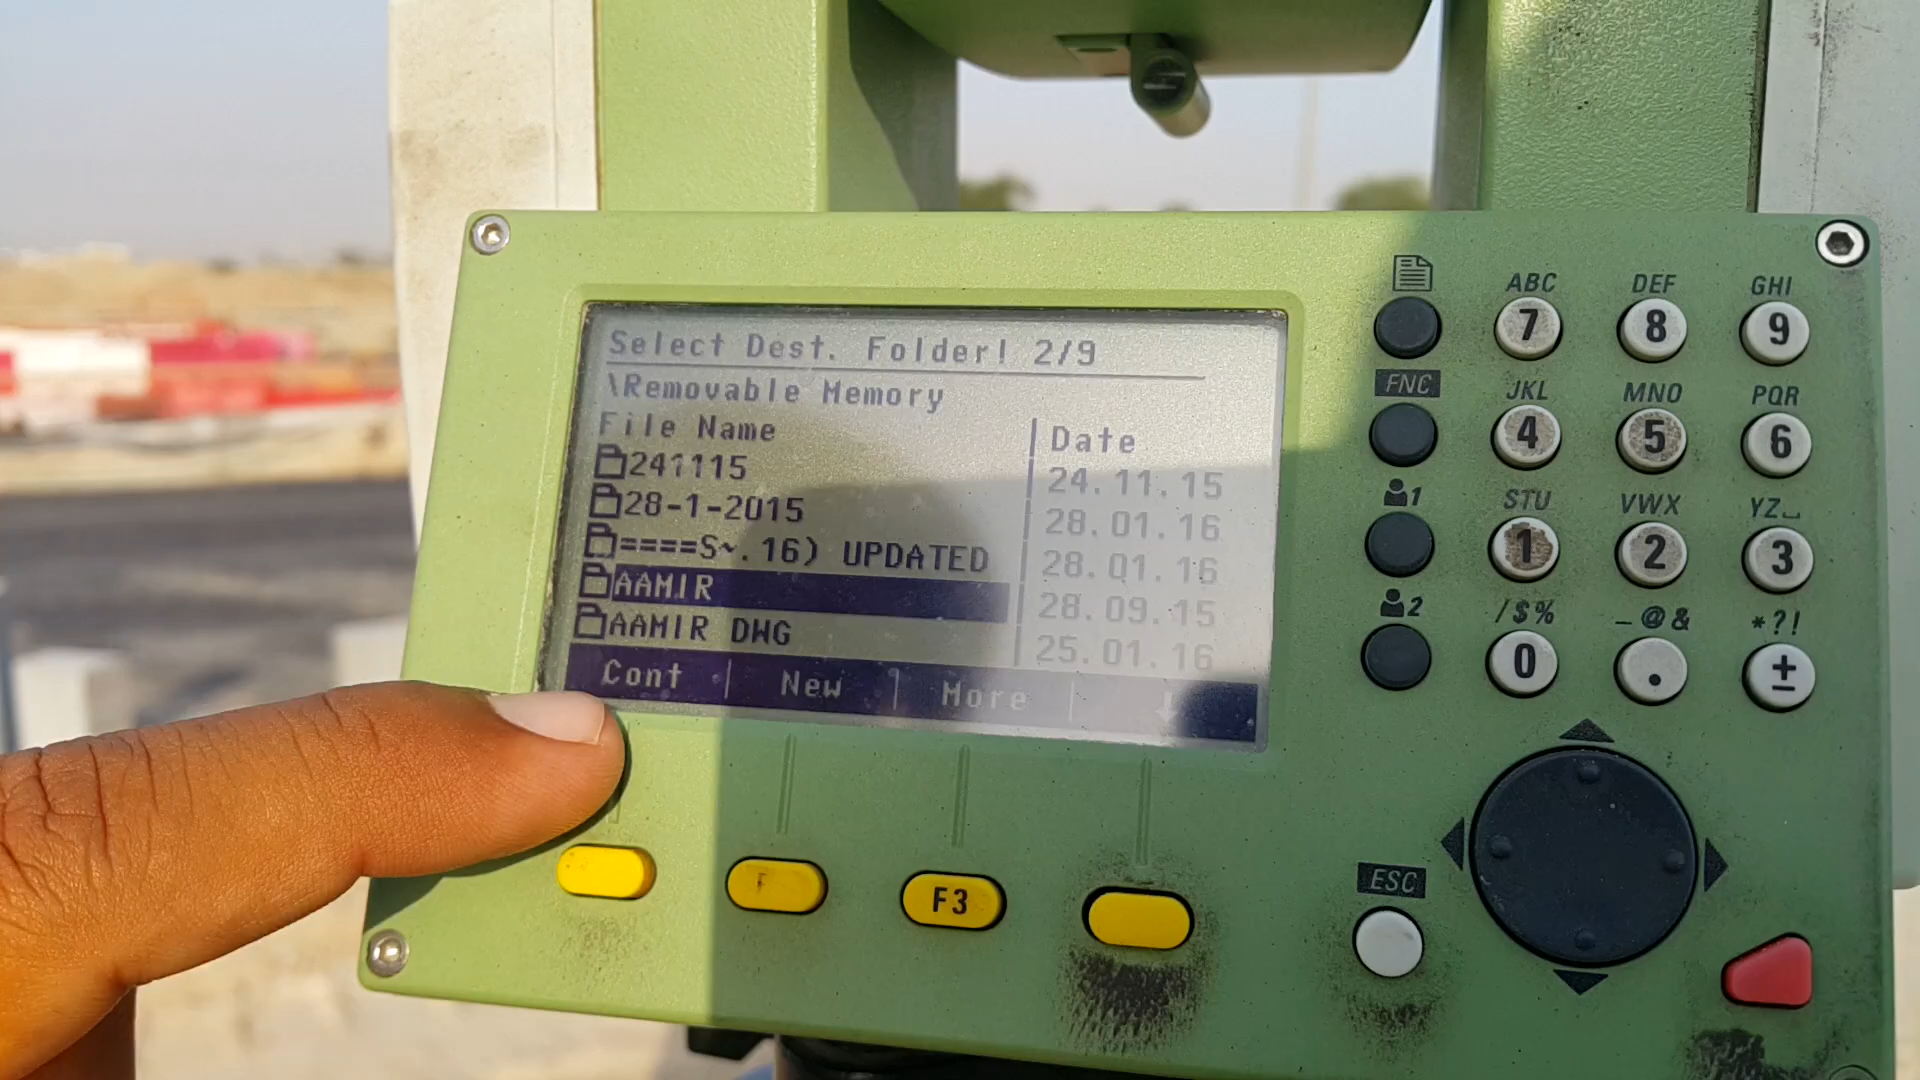 Select Dest. Folder! 2/9
\Removable Memory
File Name Date
241115 24.11.15
28-1-2015 28.01.16
====S~.16) UPDATED 28.01.16
AAMIR 28.09.15
AAMIR DWG 25.01.16
Cont New More ↓
ABC DEF GHI
7 8 9
FNC
JKL MNO PQR
4 5 6
1
STU VWX YZ⎵
1 2 3
2
/$% _@& *?!
0 . ±
ESC
F F3